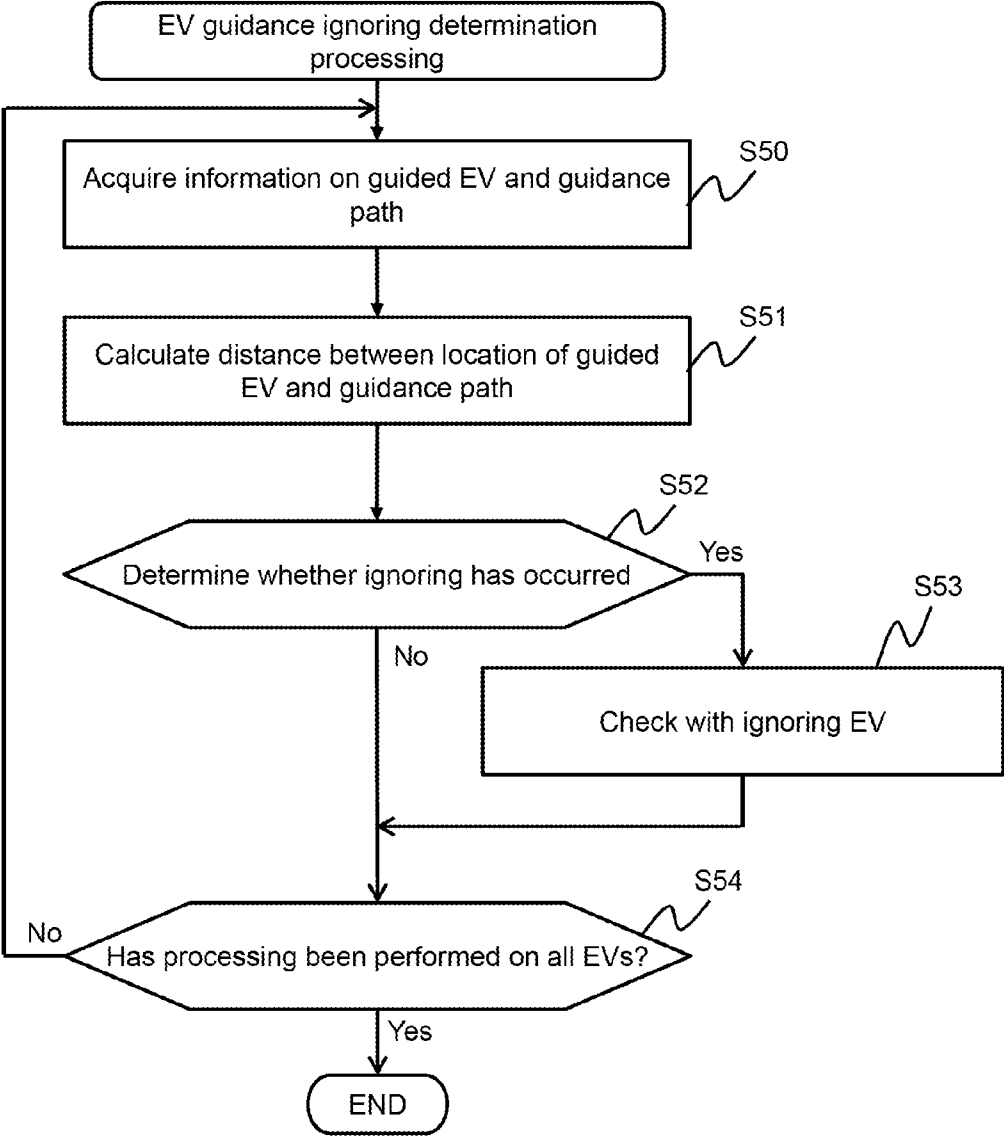 EV guidance ignoring determination
processing
S50
Acquire information on guided EV and guidance
path
S51
Calculate distance between location of guided
EV and guidance path
S52
Determine whether ignoring has occurred
Yes
No
S53
Check with ignoring EV
S54
Has processing been performed on all EVs?
No
Yes
END